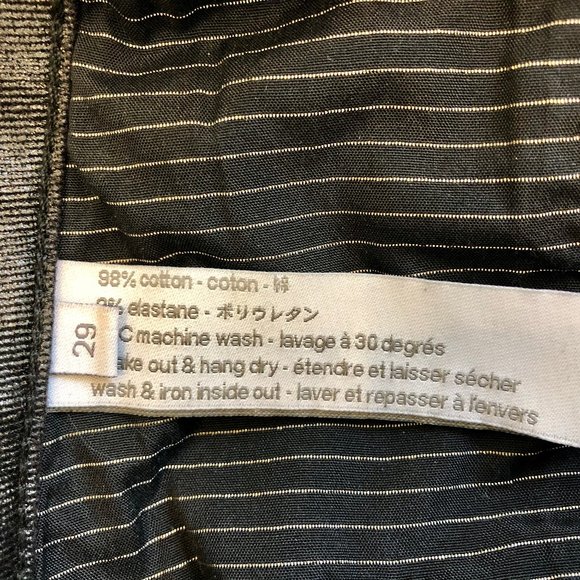 98% cotton - coton - 綿
% elastane - ポリウレタン
C machine wash - lavage à 30 degrés
ake out & hang dry - étendre et laisser sécher
wash & iron inside out - laver et repasser à l'envers
29